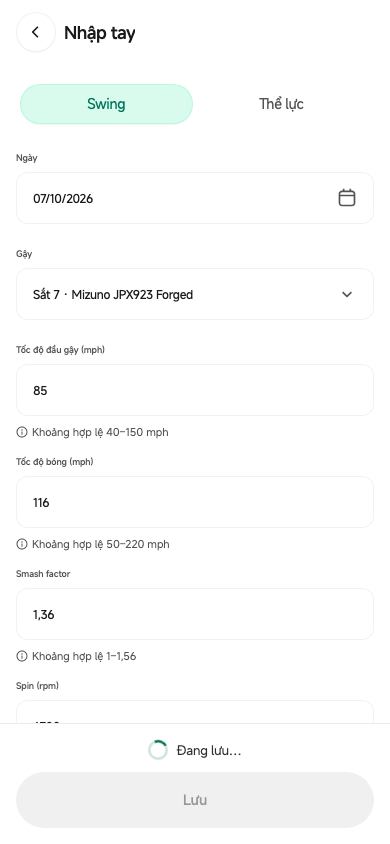 Nhập tay
Swing
Thể lực
Ngày
07/10/2026
Gậy
Sắt 7 · Mizuno JPX923 Forged
Tốc độ đầu gậy (mph)
85
Khoảng hợp lệ 40–150 mph
Tốc độ bóng (mph)
116
Khoảng hợp lệ 50–220 mph
Smash factor
1,36
Khoảng hợp lệ 1–1,56
Spin (rpm)
Đang lưu...
Lưu